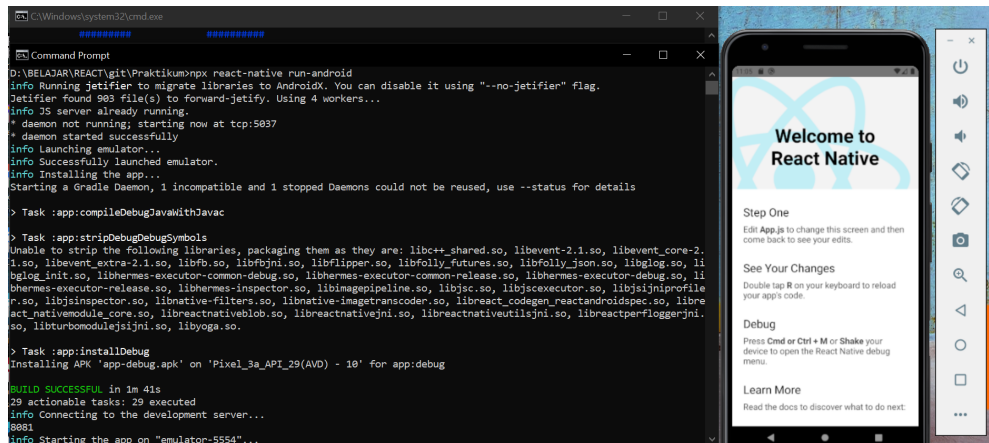 C:\Windows\system32\cmd.exe
######### ##########
Command Prompt
D:\BELAJAR\REACT\git\Praktikum>npx react-native run-android
info Running jetifier to migrate libraries to AndroidX. You can disable it using "--no-jetifier" flag.
Jetifier found 903 file(s) to forward-jetify. Using 4 workers...
info JS server already running.
* daemon not running; starting now at tcp:5037
* daemon started successfully
info Launching emulator...
info Successfully launched emulator.
info Installing the app...
Starting a Gradle Daemon, 1 incompatible and 1 stopped Daemons could not be reused, use --status for details
> Task :app:compileDebugJavaWithJavac
> Task :app:stripDebugDebugSymbols
Unable to strip the following libraries, packaging them as they are: libc++_shared.so, libevent-2.1.so, libevent_core-2.
1.so, libevent_extra-2.1.so, libfb.so, libfbjni.so, libflipper.so, libfolly_futures.so, libfolly_json.so, libglog.so, li
bglog_init.so, libhermes-executor-common-debug.so, libhermes-executor-common-release.so, libhermes-executor-debug.so, li
bhermes-executor-release.so, libhermes-inspector.so, libimagepipeline.so, libjsc.so, libjscexecutor.so, libjsijniprofile
r.so, libjsinspector.so, libnative-filters.so, libnative-imagetranscoder.so, libreact_codegen_reactandroidspec.so, libre
act_nativemodule_core.so, libreactnativeblob.so, libreactnativejni.so, libreactnativeutilsjni.so, libreactperfloggerjni.
so, libturbomodulejsijni.so, libyoga.so.
> Task :app:installDebug
Installing APK 'app-debug.apk' on 'Pixel_3a_API_29(AVD) - 10' for app:debug
BUILD SUCCESSFUL in 1m 41s
29 actionable tasks: 29 executed
info Connecting to the development server...
8081
info Starting the app on "emulator-5554"...
11:05
Welcome to
React Native
Step One
Edit App.js to change this screen and then
come back to see your edits.
See Your Changes
Double tap R on your keyboard to reload
your app's code.
Debug
Press Cmd or Ctrl + M or Shake your
device to open the React Native debug
menu.
Learn More
Read the docs to discover what to do next: